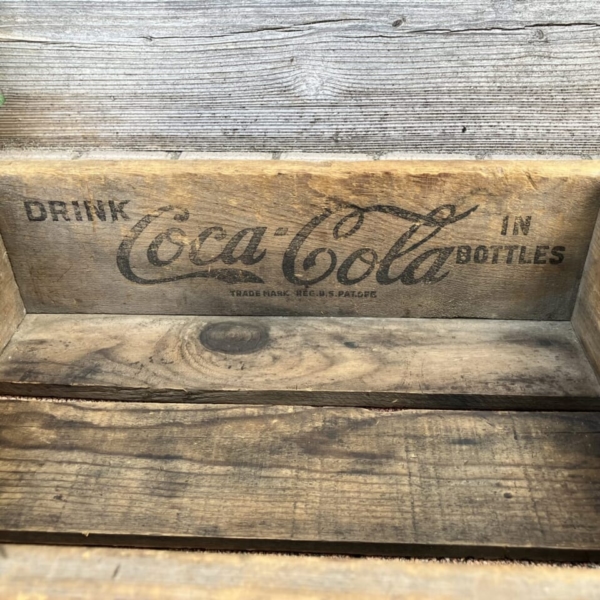 DRINK Coca-Cola IN
BOTTLES
TRADE MARK REG. U.S. PAT. OFF.